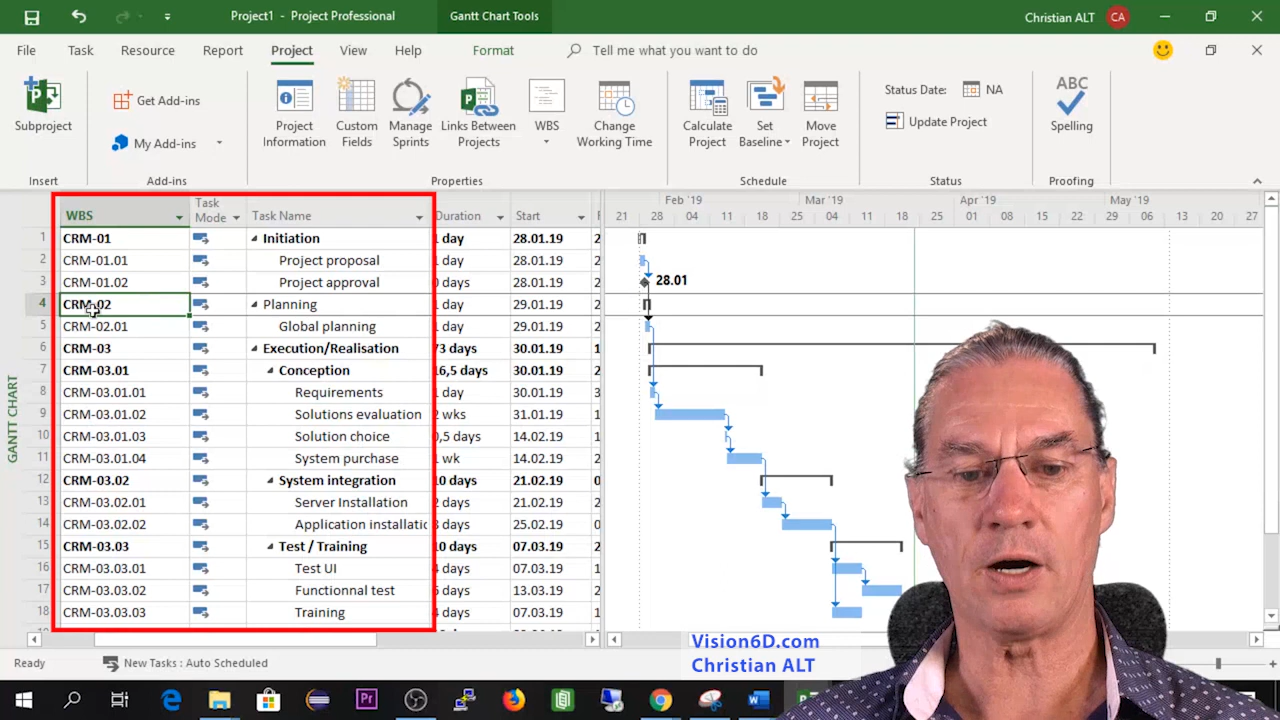 Project1 - Project Professional
Gantt Chart Tools
Christian ALT
CA
File Task Resource Report Project View Help Format Tell me what you want to do
Subproject
Get Add-ins
My Add-ins
Project Information
Custom Fields
Manage Sprints
Links Between Projects
WBS
Change Working Time
Calculate Project
Set Baseline
Move Project
Status Date: NA
Update Project
ABC
Spelling
Insert Add-ins Properties Schedule Status Proofing
WBS Task Mode Task Name Duration Start
Feb '19 Mar '19 Apr '19 May '19
21 28 04 11 18 25 04 11 18 25 01 08 15 22 29 06 13 20 27
1 CRM-01 Initiation 1 day 28.01.19
2 CRM-01.01 Project proposal day 28.01.19
3 CRM-01.02 Project approval days 28.01.19
28.01
4 CRM-02 Planning day 29.01.19
5 CRM-02.01 Global planning day 29.01.19
6 CRM-03 Execution/Realisation 73 days 30.01.19
7 CRM-03.01 Conception 16,5 days 30.01.19
8 CRM-03.01.01 Requirements day 30.01.19
9 CRM-03.01.02 Solutions evaluation 2 wks 31.01.19
10 CRM-03.01.03 Solution choice 0,5 days 14.02.19
11 CRM-03.01.04 System purchase wk 14.02.19
12 CRM-03.02 System integration 10 days 21.02.19
13 CRM-03.02.01 Server Installation days 21.02.19
14 CRM-03.02.02 Application days 25.02.19
15 CRM-03.03 Test / Training 10 days 07.03.19
16 CRM-03.03.01 Test UI days 07.03.19
17 CRM-03.03.02 Functionnal test days 13.03.19
18 CRM-03.03.03 Training days 07.03.19
GANTT CHART
Vision6D.com
Christian ALT
Ready New Tasks : Auto Scheduled